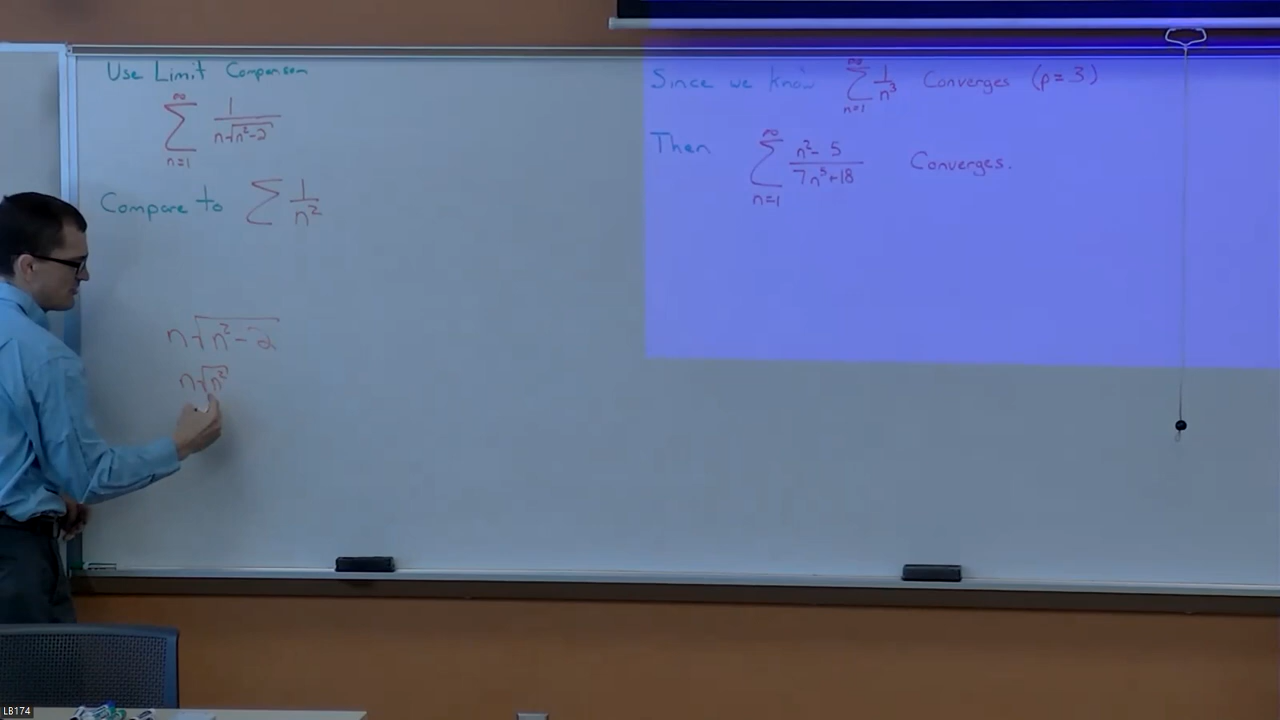 Use Limit Comparison
∞
∑ 1/(n√(n²-2))
n=1
Compare to ∑ 1/n²
n√(n²-2)
n√(n²)
Since we know ∑ 1/n³ Converges (p=3)
∞
n=1
Then ∑ (n²-5)/(7n⁵+18) Converges.
∞
n=1
LB174